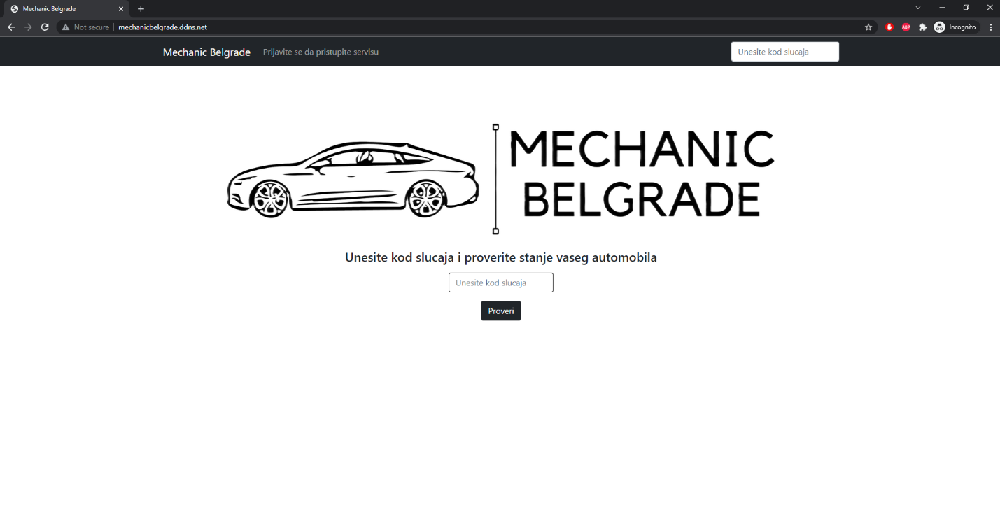 Mechanic Belgrade
Not secure
mechanicbelgrade.ddns.net
ABP
Incognito
Mechanic Belgrade
Prijavite se da pristupite servisu
Unesite kod slucaja
MECHANIC
BELGRADE
Unesite kod slucaja i proverite stanje vaseg automobila
Unesite kod slucaja
Proveri